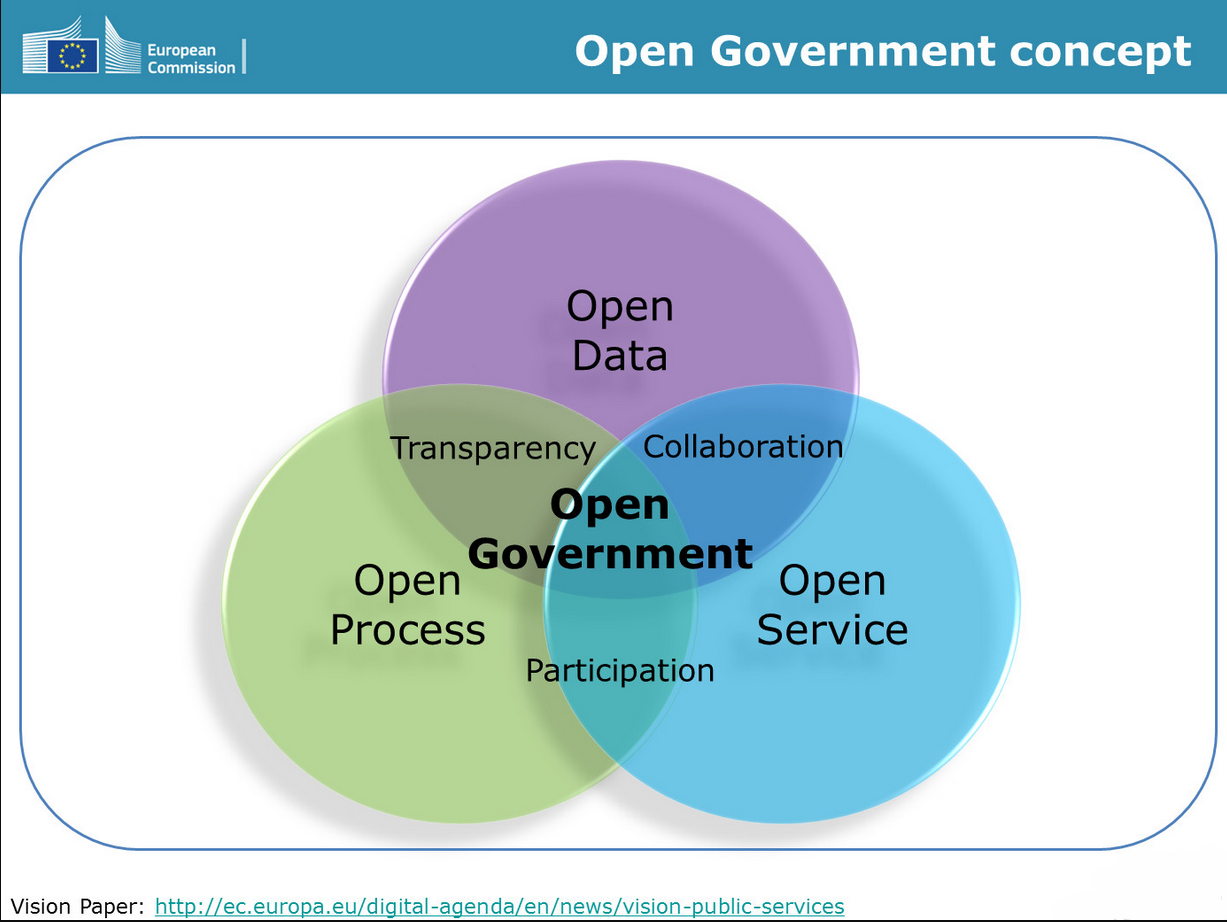 European
Commission
Open Government concept
Open
Data
Transparency
Collaboration
Open
Government
Open
Process
Open
Service
Participation
Vision Paper: http://ec.europa.eu/digital-agenda/en/news/vision-public-services